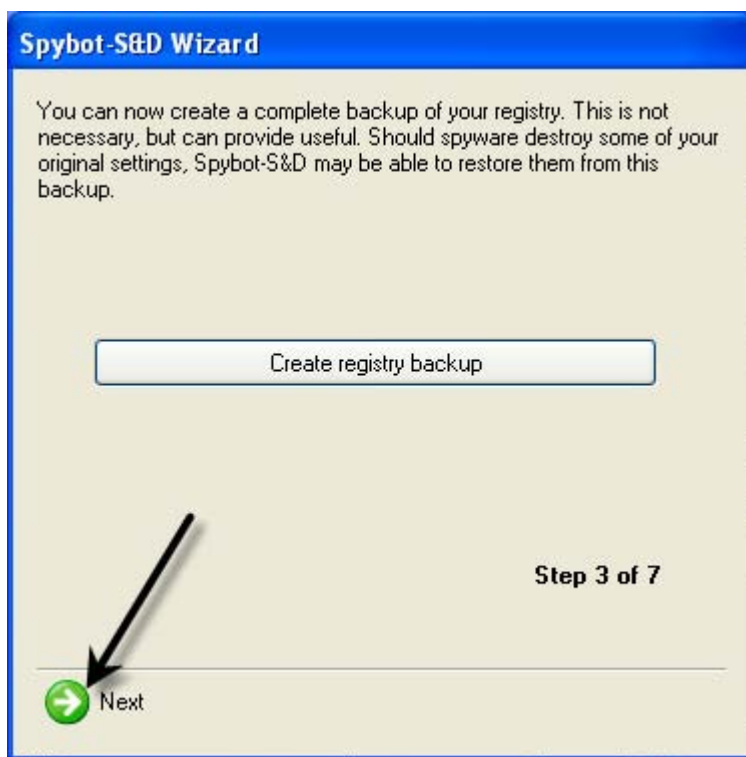 Spybot-S&D Wizard
You can now create a complete backup of your registry. This is not
necessary, but can provide useful. Should spyware destroy some of your
original settings, Spybot-S&D may be able to restore them from this
backup.
Create registry backup
Step 3 of 7
Next